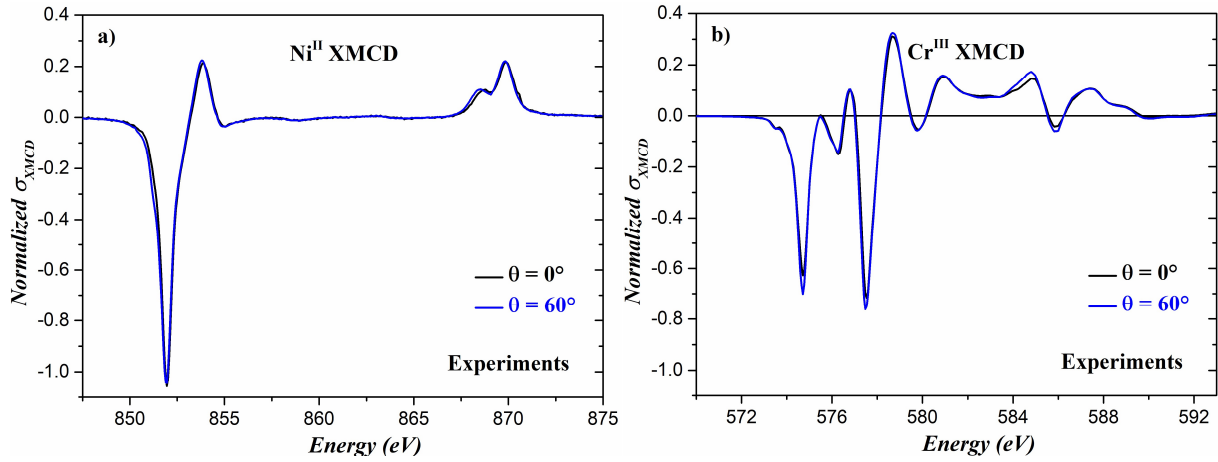 a)
Ni^II XMCD
0.4
0.2
0.0
-0.2
-0.4
-0.6
-0.8
-1.0
Normalized σ_XMCD
θ = 0°
θ = 60°
Experiments
850 855 860 865 870 875
Energy (eV)
b)
Cr^III XMCD
0.4
0.2
0.0
-0.2
-0.4
-0.6
-0.8
-1.0
Normalized σ_XMCD
θ = 0°
θ = 60°
Experiments
572 576 580 584 588 592
Energy (eV)